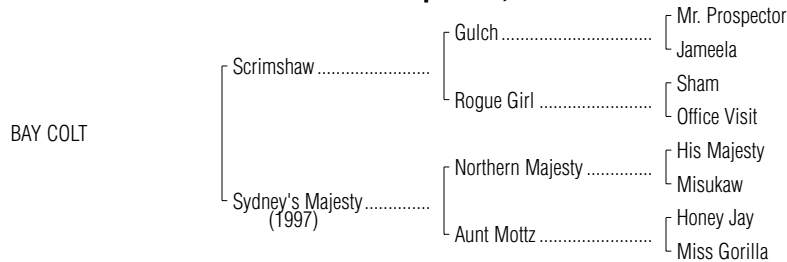 Mr. Prospector
Gulch
Jameela
Scrimshaw
Sham
Rogue Girl
Office Visit
BAY COLT
His Majesty
Northern Majesty
Misukaw
Sydney's Majesty
(1997)
Honey Jay
Aunt Mottz
Miss Gorilla